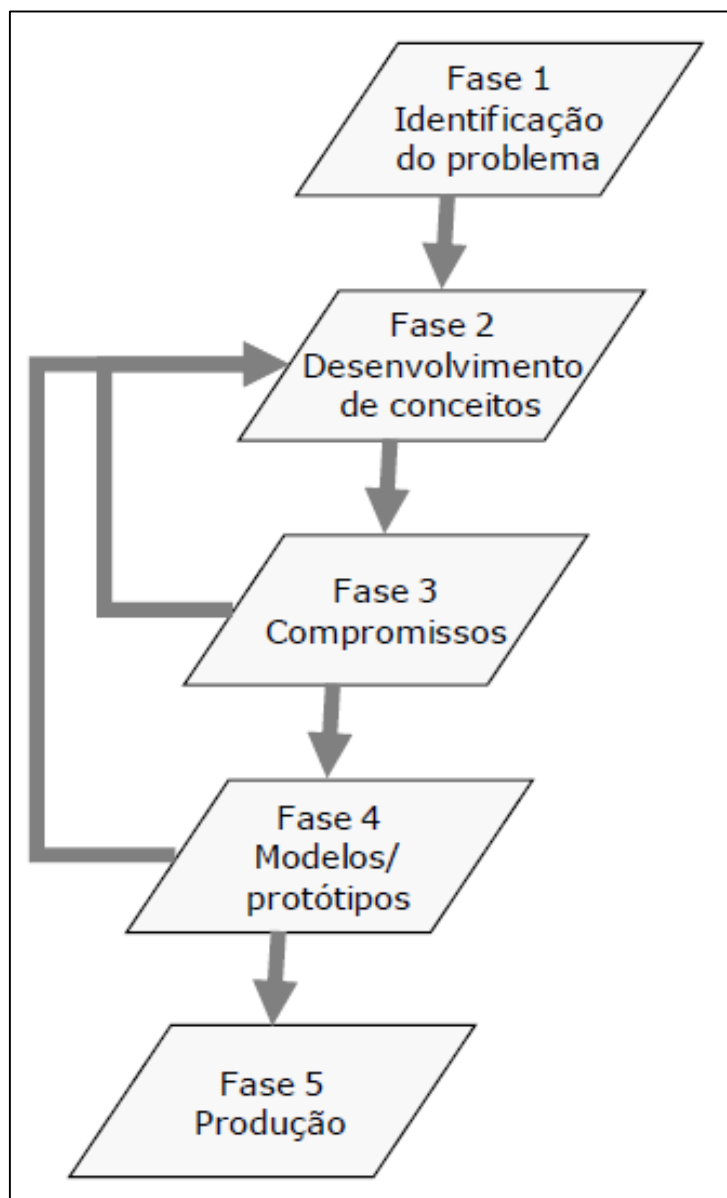 Fase 1
Identificação
do problema
Fase 2
Desenvolvimento
de conceitos
Fase 3
Compromissos
Fase 4
Modelos/
protótipos
Fase 5
Produção